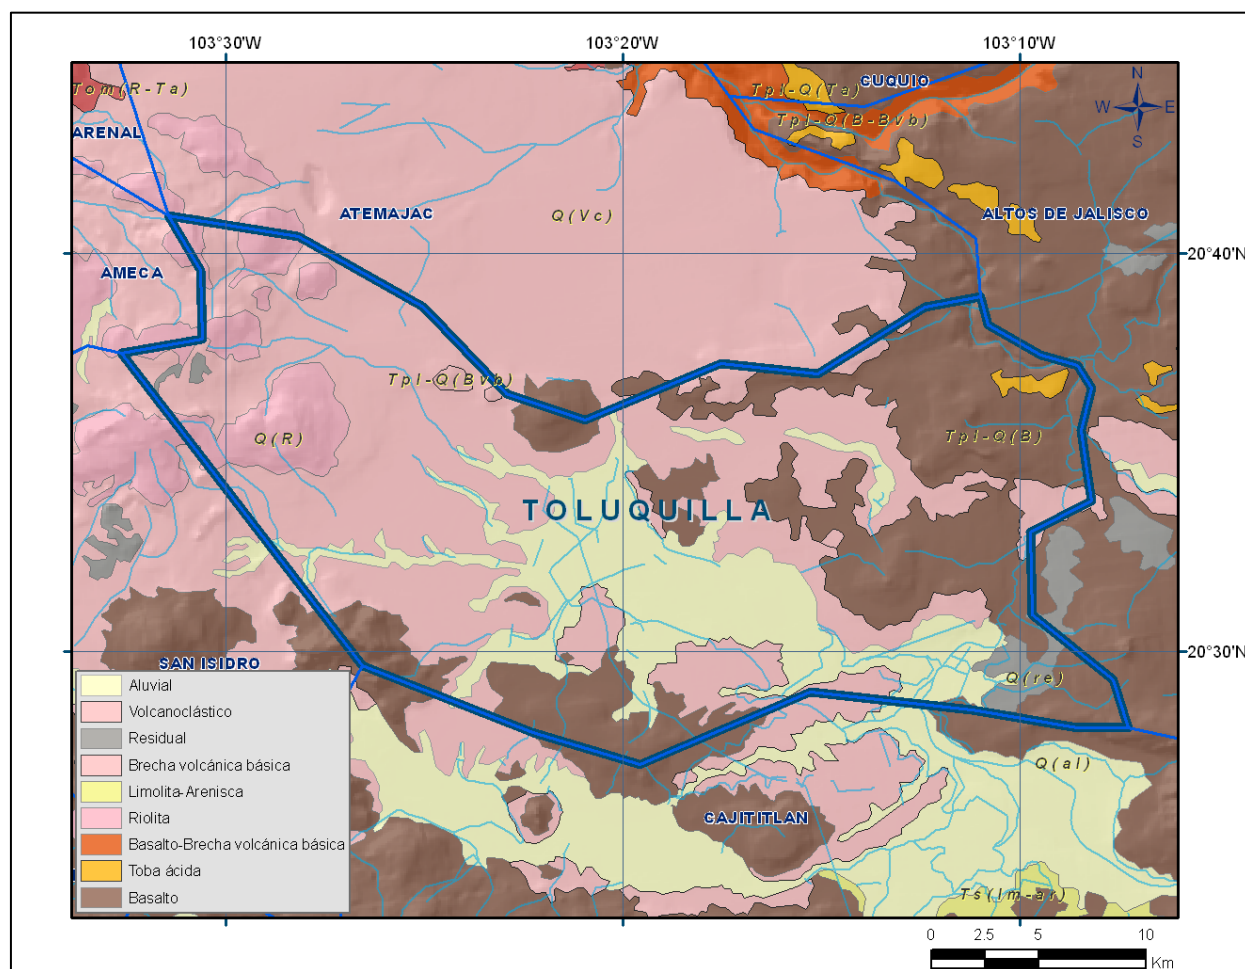 103°30'W
103°20'W
103°10'W
Tom(R-Ta)
CUQUIO
Tpl-Q(Ta)
N
W
E
S
ARENAL
Tpl-Q(B-Bvb)
ATEMAJAC
Q(Vc)
ALTOS DE JALISCO
20°40'N
AMECA
Tpl-Q(Bvb)
Q(R)
Tpl-Q(B)
TOLUQUILLA
20°30'N
SAN ISIDRO
Q(re)
Aluvial
Volcanoclástico
Residual
Brecha volcánica básica
Limolita-Arenisca
Riolita
Basalto-Brecha volcánica básica
Toba ácida
Basalto
Q(al)
CAJITITLAN
Ts(lm-ar)
0 2.5 5 10
Km